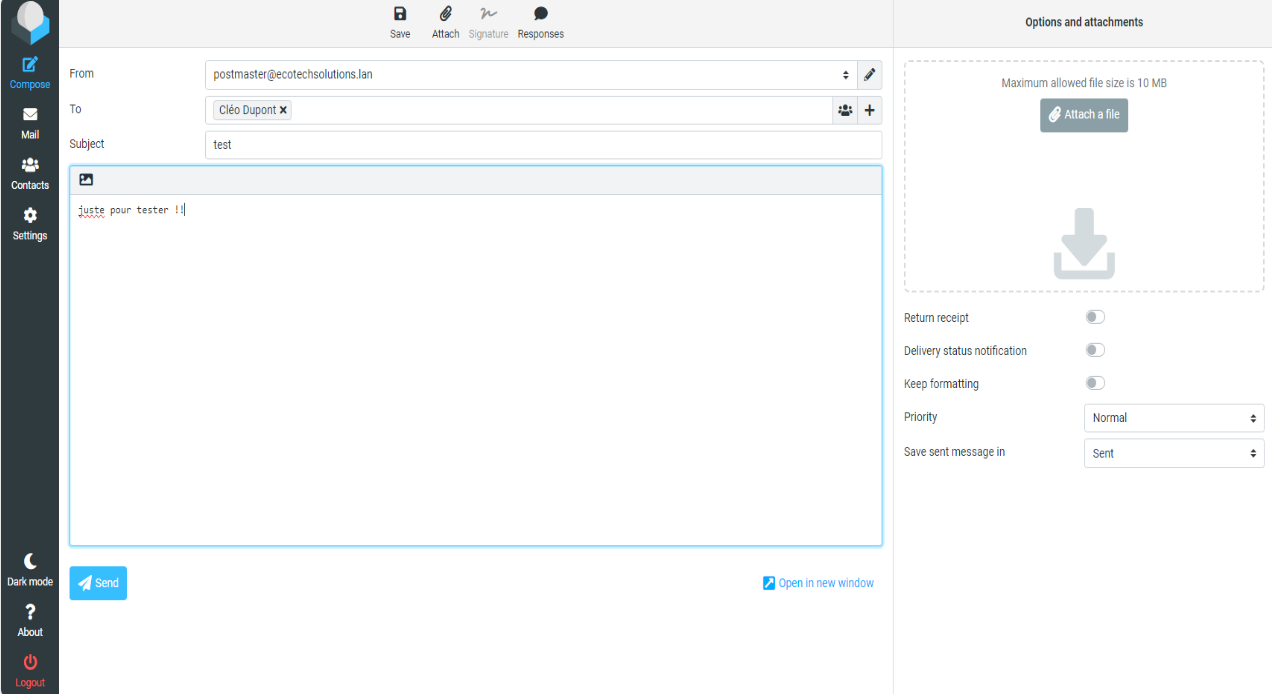 Compose
Mail
Contacts
Settings
Dark mode
About
Logout
Save
Attach
Signature
Responses
From
postmaster@ecotechsolutions.lan
To
Cléo Dupont
Subject
test
juste pour tester !!
Send
Open in new window
Options and attachments
Maximum allowed file size is 10 MB
Attach a file
Return receipt
Delivery status notification
Keep formatting
Priority
Normal
Save sent message in
Sent